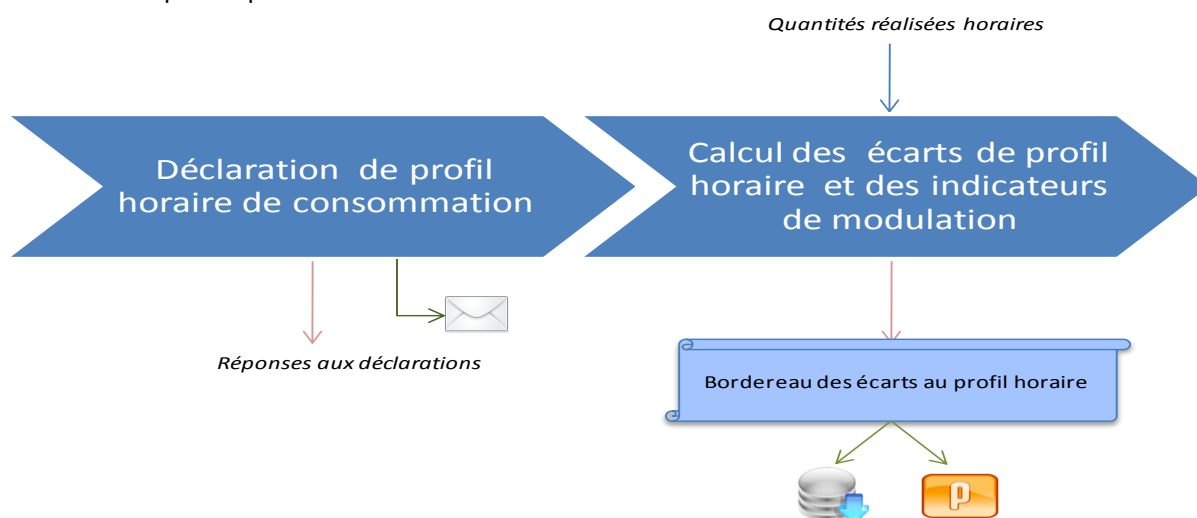 Quantités réalisées horaires
Déclaration de profil
horaire de consommation
Calcul des écarts de profil
horaire et des indicateurs
de modulation
Réponses aux déclarations
Bordereau des écarts au profil horaire
p